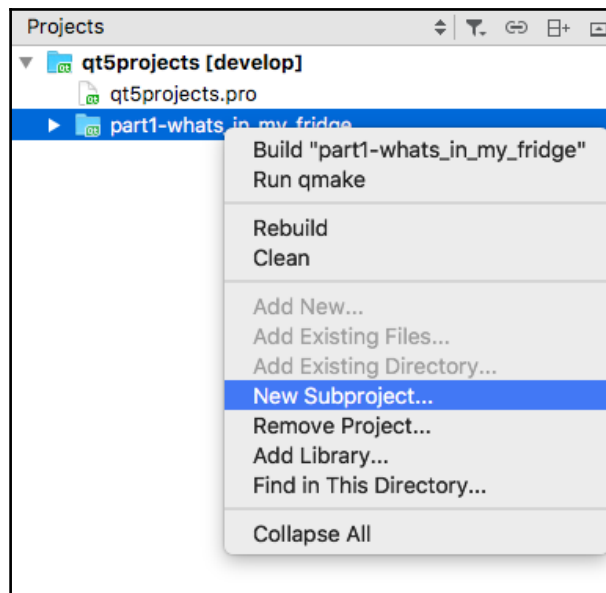 Projects
qt5projects [develop]
qt5projects.pro
part1-whats_in_my_fridge
Build "part1-whats_in_my_fridge"
Run qmake
Rebuild
Clean
Add New...
Add Existing Files...
Add Existing Directory...
New Subproject...
Remove Project...
Add Library...
Find in This Directory...
Collapse All